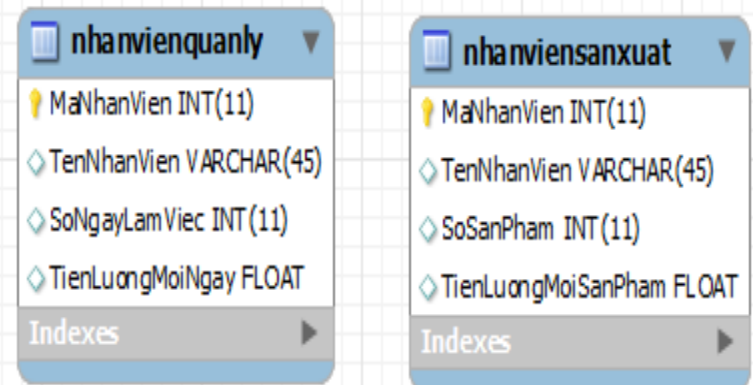 nhanvienquanly
MaNhanVien INT(11)
TenNhanVien VARCHAR(45)
SoNgayLamViec INT(11)
TienLuongMoiNgay FLOAT
Indexes
nhanviensanxuat
MaNhanVien INT(11)
TenNhanVien VARCHAR(45)
SoSanPham INT(11)
TienLuongMoiSanPham FLOAT
Indexes